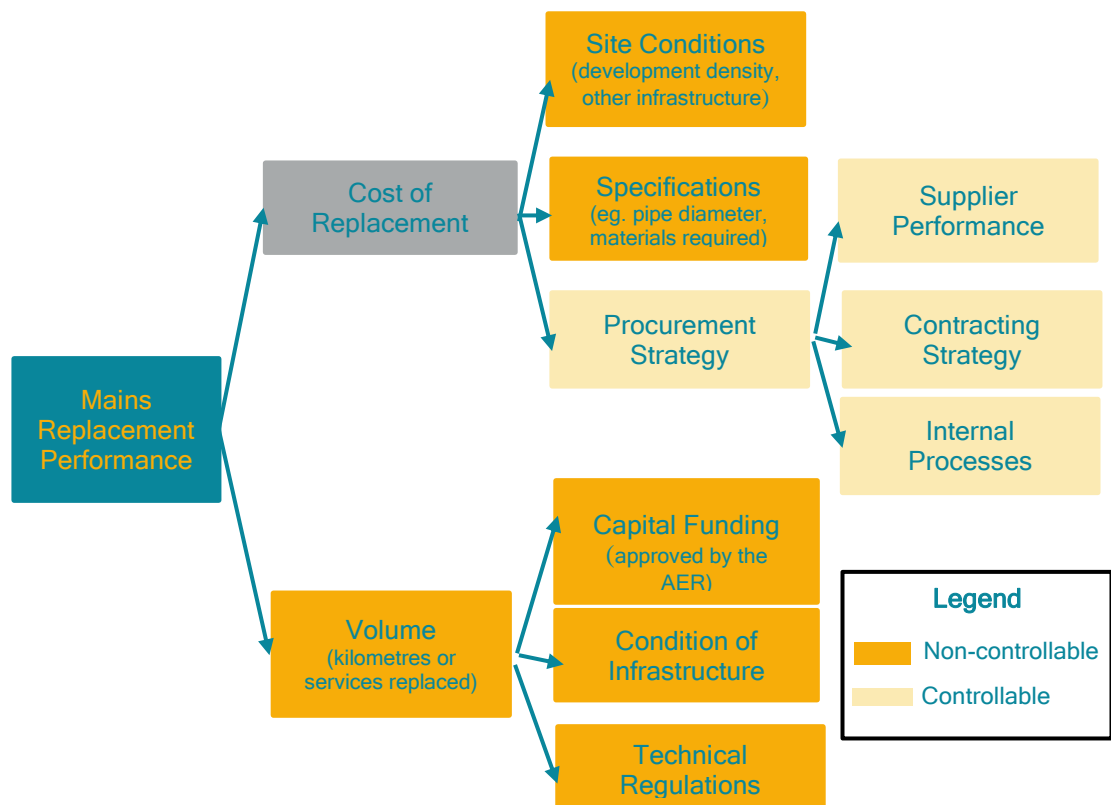 Site Conditions
(development density,
other infrastructure)
Cost of
Replacement
Specifications
(eg. pipe diameter,
materials required)
Supplier
Performance
Procurement
Strategy
Contracting
Strategy
Mains
Replacement
Performance
Internal
Processes
Capital Funding
(approved by the
AER)
Volume
(kilometres or
services replaced)
Condition of
Infrastructure
Technical
Regulations
Legend
Non-controllable
Controllable